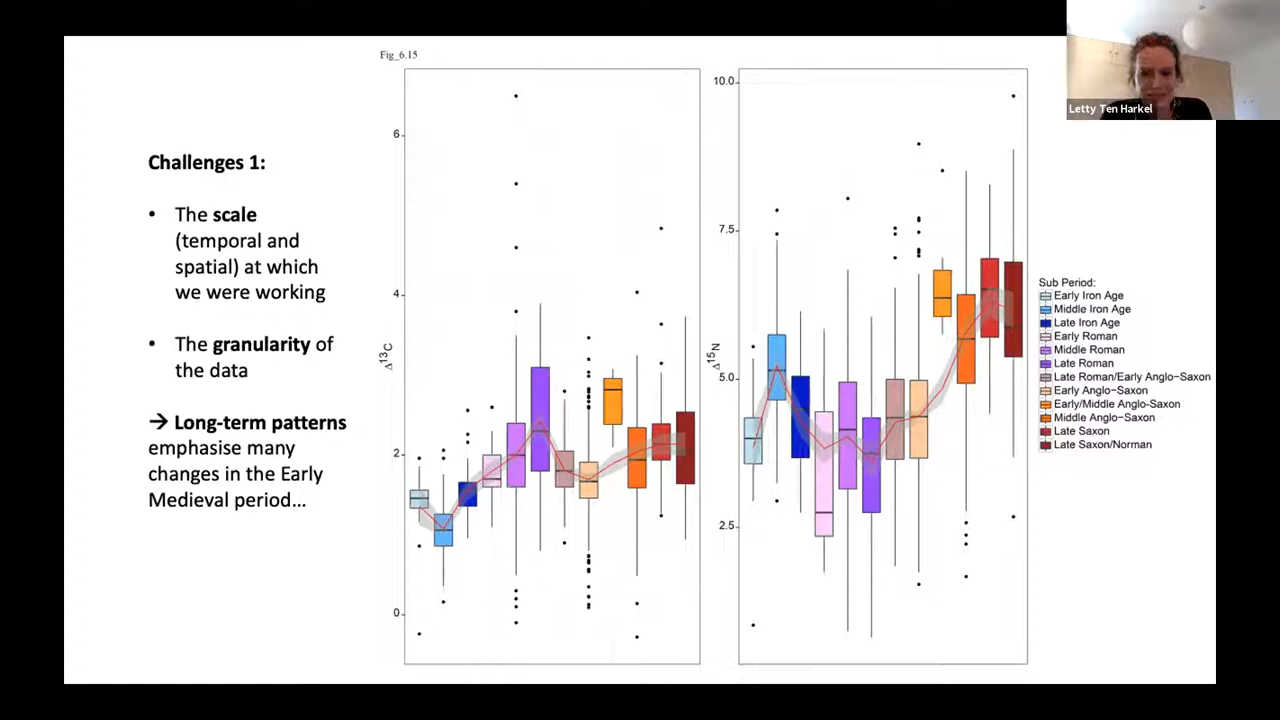 Fig_6.15
Letty Ten Harkel
Challenges 1:
• The scale
(temporal and
spatial) at which
we were working
• The granularity of
the data
→ Long-term patterns
emphasise many
changes in the Early
Medieval period…
Δ13C
6
4
2
0
Δ15N
10.0
7.5
5.0
2.5
Sub Period:
Early Iron Age
Middle Iron Age
Late Iron Age
Early Roman
Middle Roman
Late Roman
Late Roman/Early Anglo-Saxon
Early Anglo-Saxon
Early/Middle Anglo-Saxon
Middle Anglo-Saxon
Late Saxon
Late Saxon/Norman